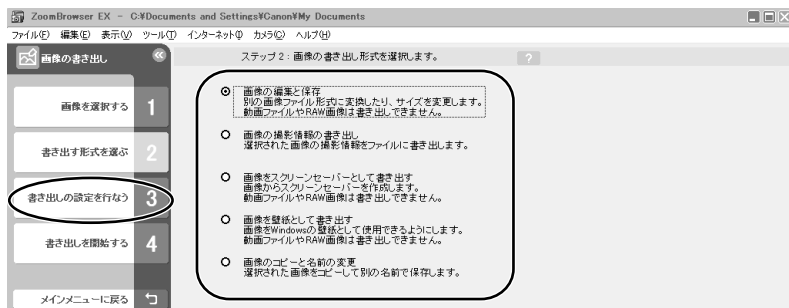 ZoomBrowser EX - C:¥Documents and Settings¥Canon¥My Documents
ファイル(F) 編集(E) 表示(V) ツール(T) インターネット(I) カメラ(C) ヘルプ(H)
画像の書き出し
ステップ2:画像の書き出し形式を選択します。
?
画像を選択する 1
書き出す形式を選ぶ 2
書き出しの設定を行なう 3
書き出しを開始する 4
メインメニューに戻る
画像の編集と保存
別の画像ファイル形式に変換したり、サイズを変更します。
動画ファイルやRAW画像は書き出しできません。
画像の撮影情報の書き出し
選択された画像の撮影情報をファイルに書き出します。
画像をスクリーンセーバーとして書き出す
画像からスクリーンセーバーを作成します。
動画ファイルやRAW画像は書き出しできません。
画像を壁紙として書き出す
画像をWindowsの壁紙として使用できるようにします。
動画ファイルやRAW画像は書き出しできません。
画像のコピーと名前の変更
選択された画像をコピーして別の名前で保存します。